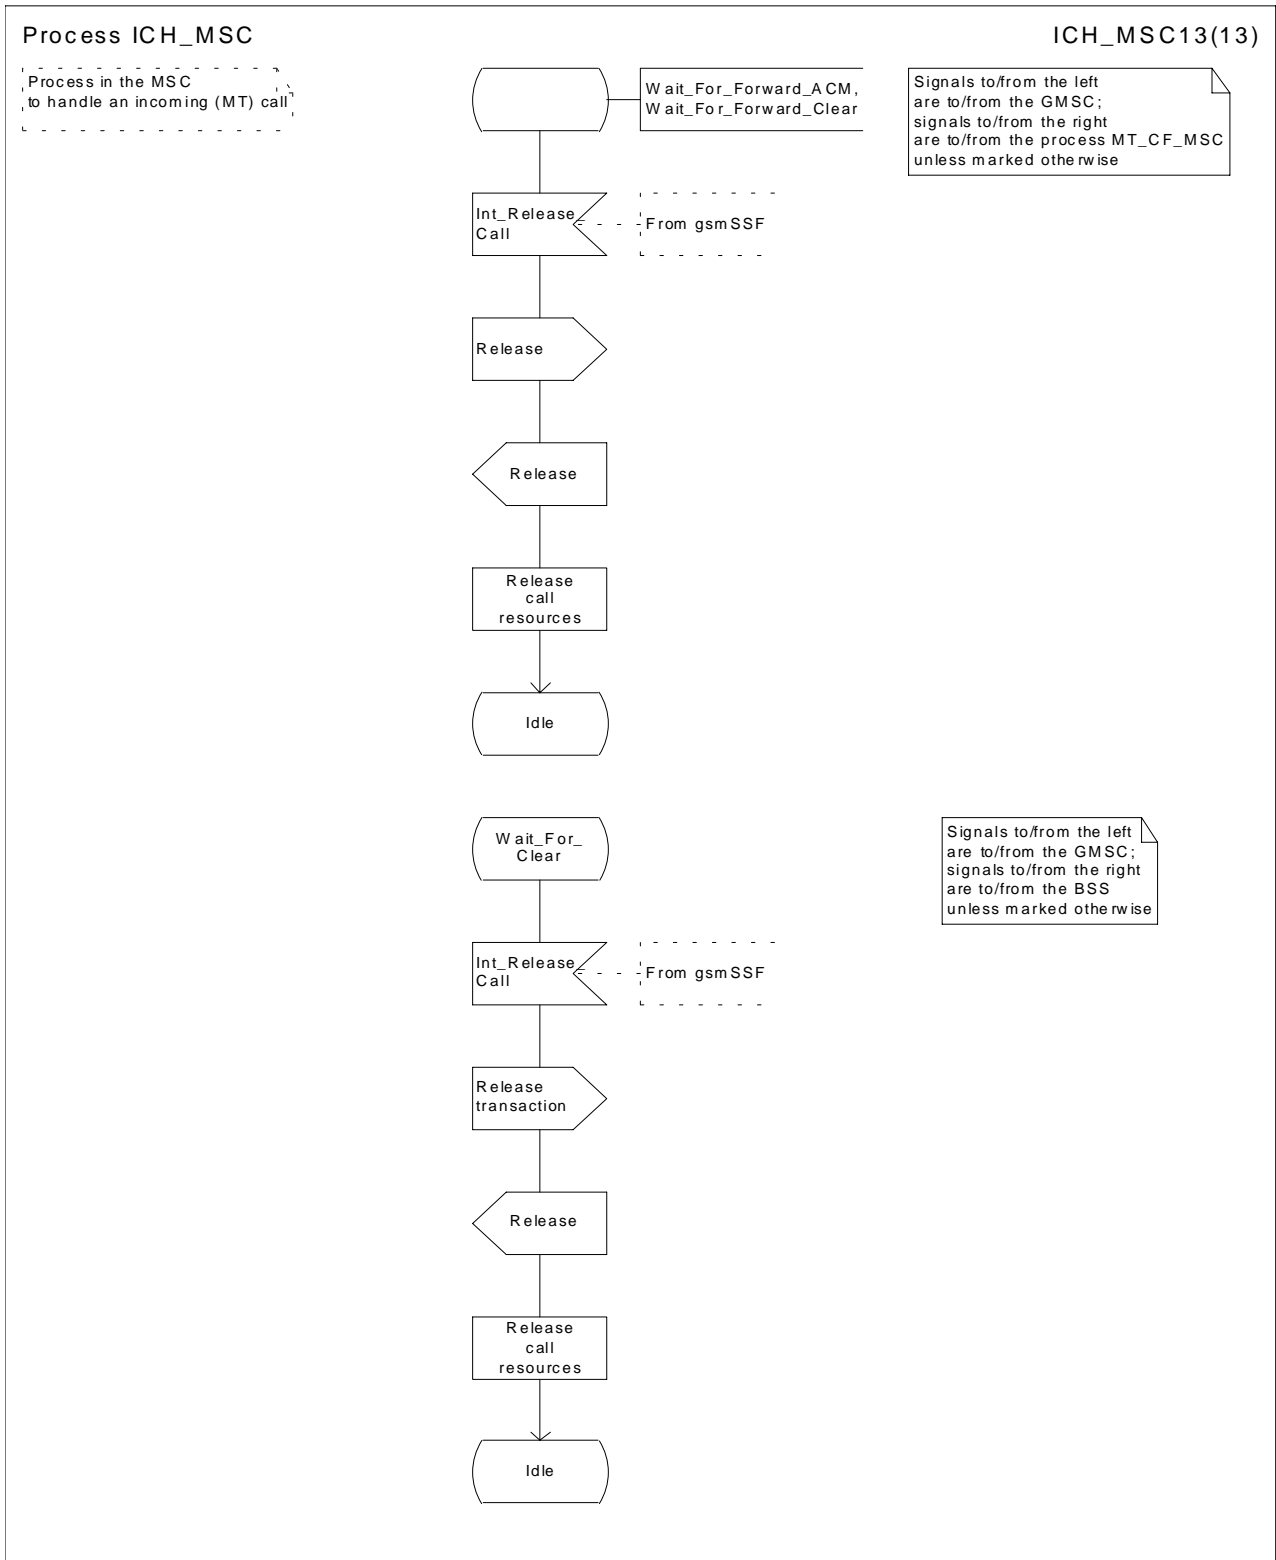 Process ICH_MSC
ICH_MSC13(13)
Process in the MSC
to handle an incoming (MT) call
Wait_For_Forward_ACM,
Wait_For_Forward_Clear
Signals to/from the left
are to/from the GMSC;
signals to/from the right
are to/from the process MT_CF_MSC
unless marked otherwise
Int_Release_
Call
From gsmSSF
Release
Release
Release
call
resources
Idle
Wait_For_
Clear
Signals to/from the left
are to/from the GMSC;
signals to/from the right
are to/from the BSS
unless marked otherwise
Int_Release_
Call
From gsmSSF
Release
transaction
Release
Release
call
resources
Idle